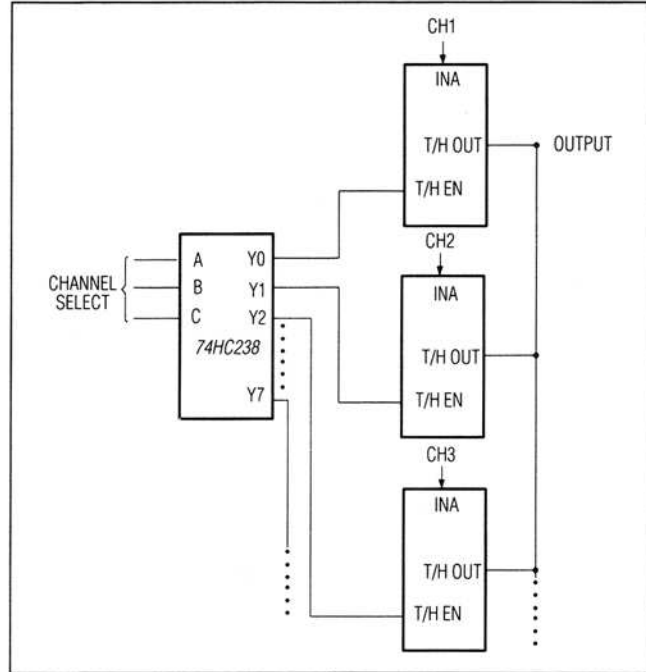 CH1
INA
T/H OUT
OUTPUT
T/H EN
CH2
INA
T/H OUT
T/H EN
CH3
INA
T/H OUT
T/H EN
CHANNEL
SELECT
A
B
C
Y0
Y1
Y2
74HC238
Y7